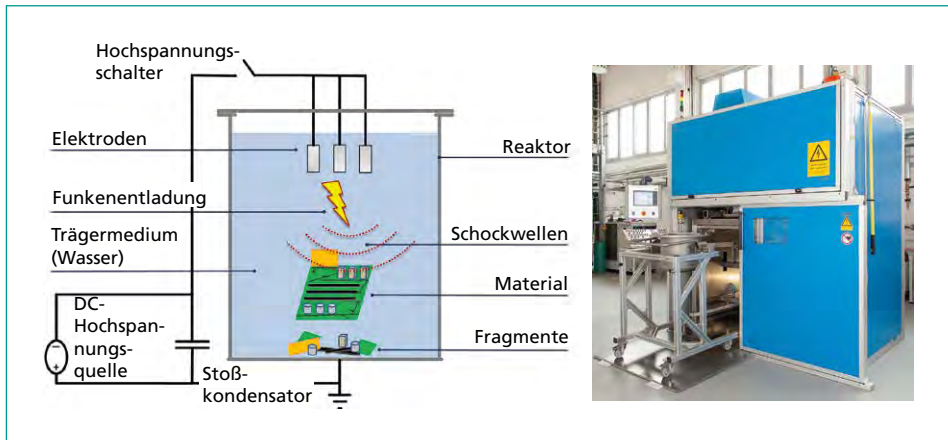 Hochspannungs-
schalter
Elektroden
Reaktor
Funkenentladung
Schockwellen
Trägermedium
(Wasser)
Material
DC-
Hochspan-
nungs-
quelle
Fragmente
Stoß-
kondensator